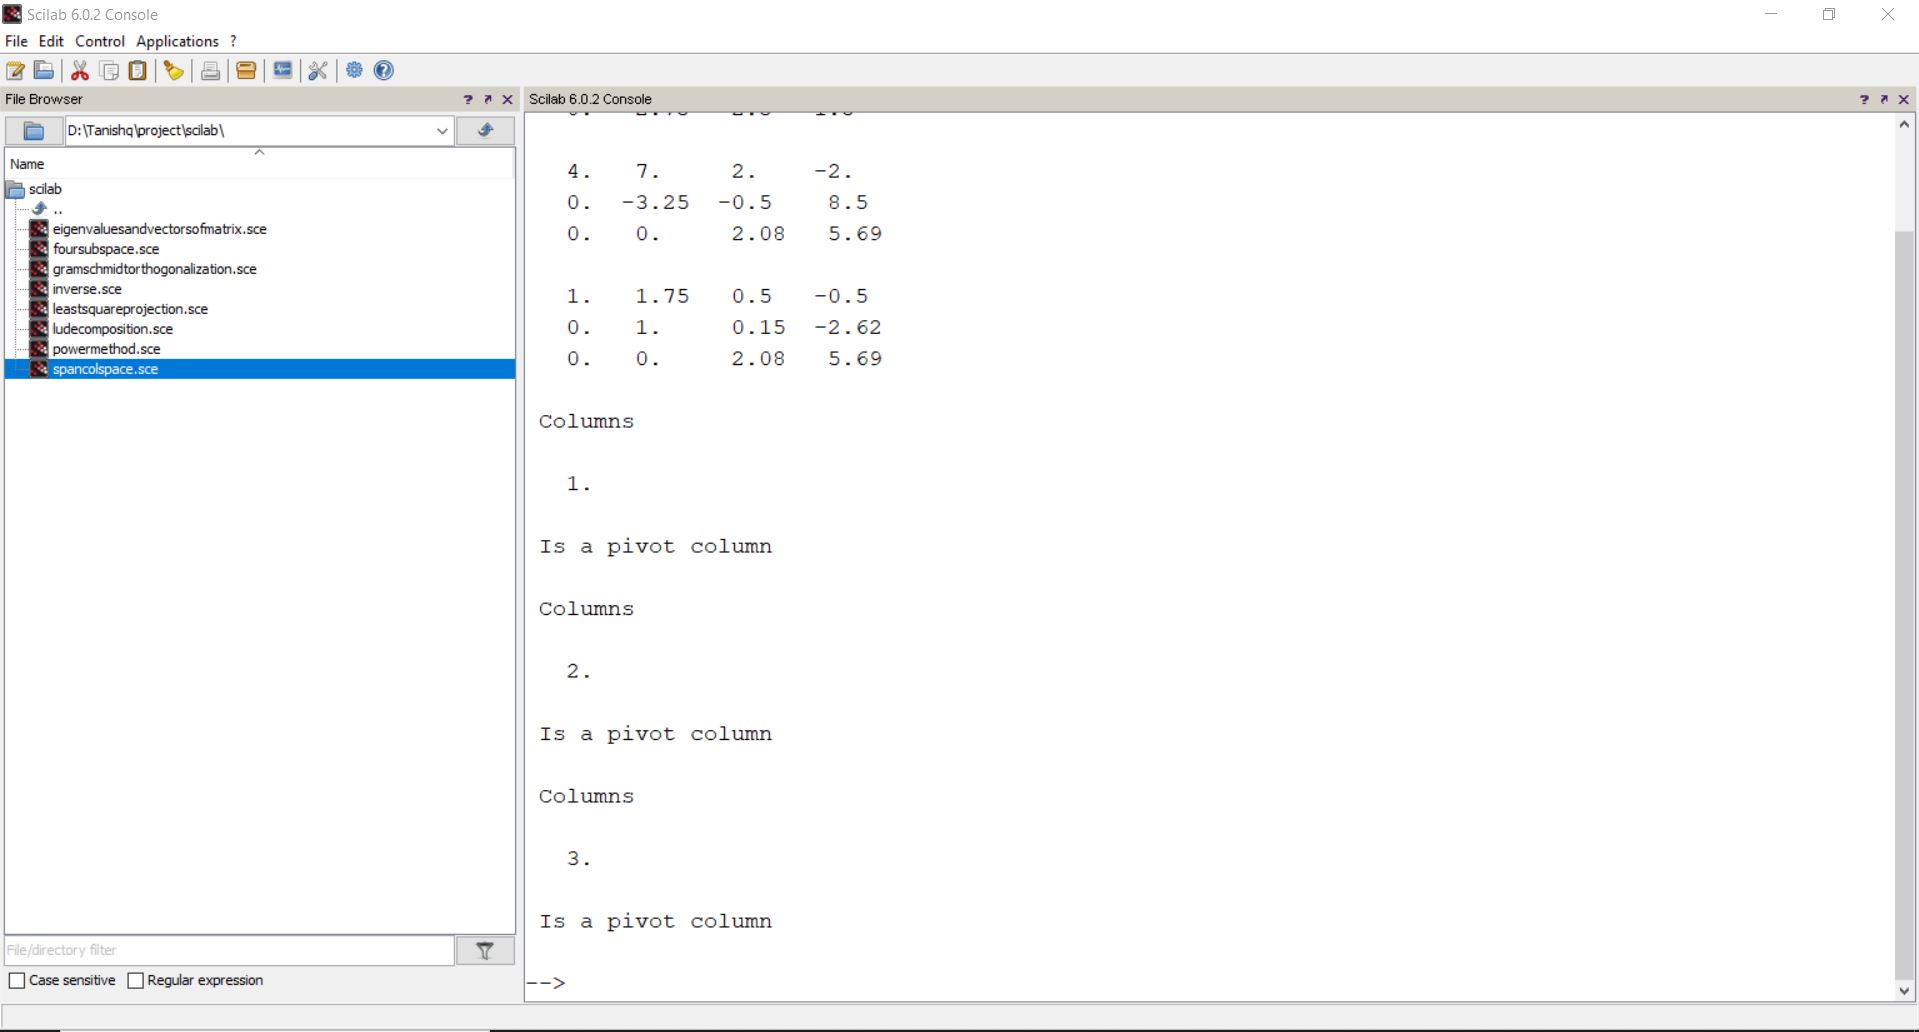 Scilab 6.0.2 Console
File Edit Control Applications ?
File Browser ? Scilab 6.0.2 Console ?
D:\Tanishq\project\scilab\
Name
scilab
..
eigenvaluesandvectorsofmatrix.sce
foursubspace.sce
gramschmidtorthogonalization.sce
inverse.sce
leastsquareprojection.sce
ludecomposition.sce
powermethod.sce
spancolspace.sce
File/directory filter
Case sensitive Regular expression
4. 7. 2. -2.
0. -3.25 -0.5 8.5
0. 0. 2.08 5.69
1. 1.75 0.5 -0.5
0. 1. 0.15 -2.62
0. 0. 2.08 5.69
Columns
1.
Is a pivot column
Columns
2.
Is a pivot column
Columns
3.
Is a pivot column
-->